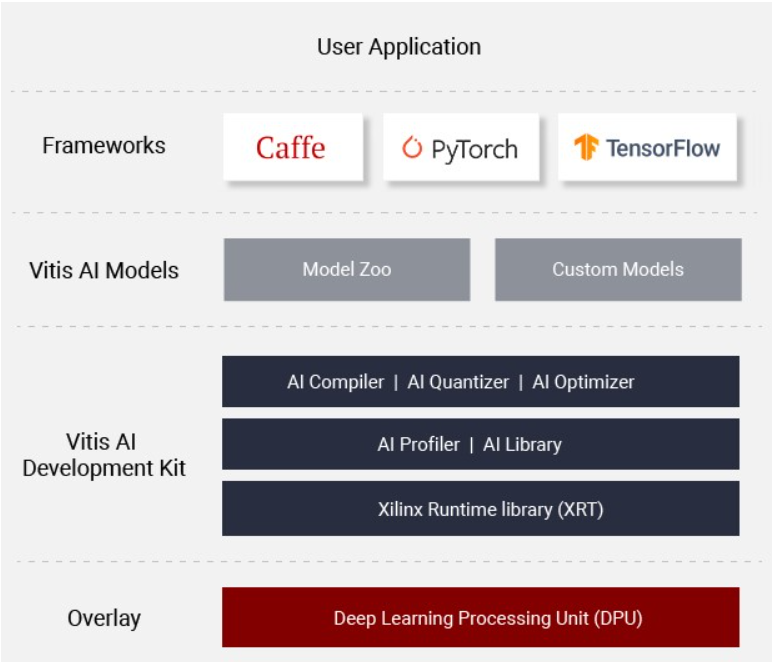 User Application
Frameworks
Caffe
PyTorch
TensorFlow
Vitis AI Models
Model Zoo
Custom Models
Vitis AI
Development Kit
AI Compiler | AI Quantizer | AI Optimizer
AI Profiler | AI Library
Xilinx Runtime library (XRT)
Overlay
Deep Learning Processing Unit (DPU)